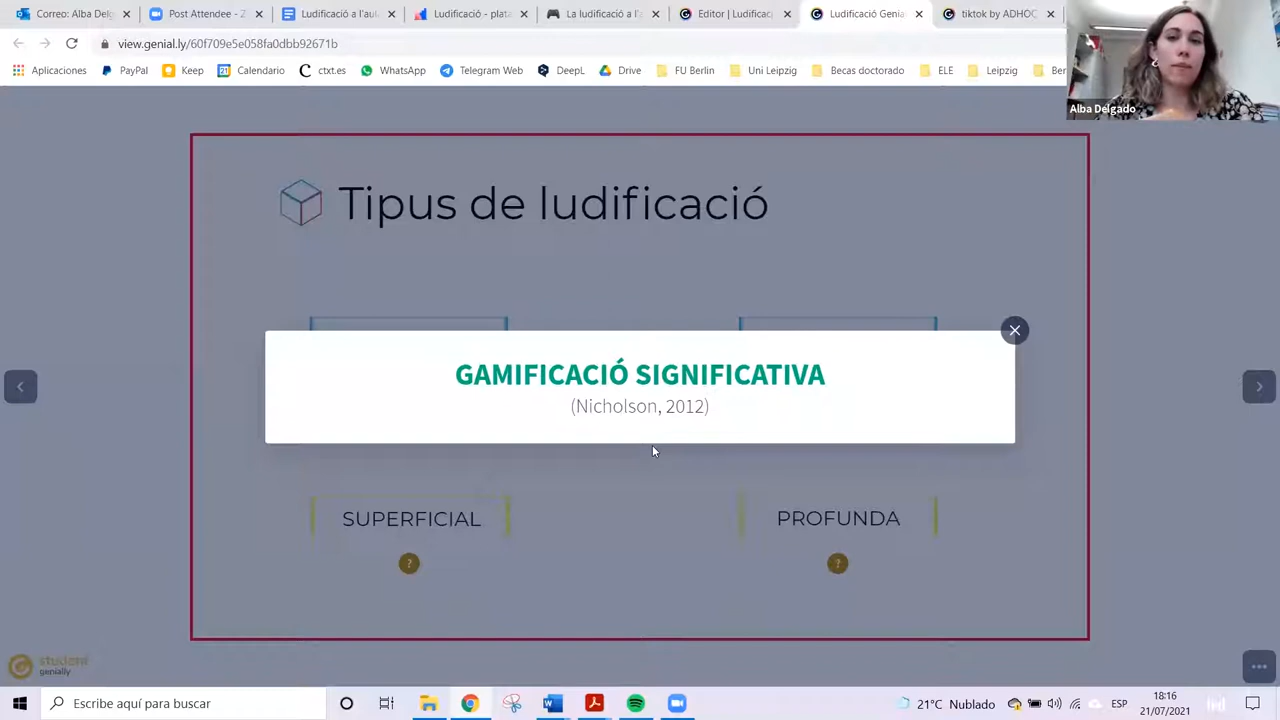 Correo: Alba Delg
Post Attendee - Z
Ludificació a l'aul
Ludificació - plata
La ludificació a l'a
Editor | Ludificac
Ludificació Genia
tiktok by ADHOC
view.genial.ly/60f709e5e058fa0dbb92671b
Aplicaciones
PayPal
Keep
Calendario
ctxt.es
WhatsApp
Telegram Web
DeepL
Drive
FU Berlin
Uni Leipzig
Becas doctorado
ELE
Leipzig
Ber
Alba Delgado
Tipus de ludificació
GAMIFICACIÓ SIGNIFICATIVA
(Nicholson, 2012)
SUPERFICIAL
PROFUNDA
?
?
student
genially
Escribe aquí para buscar
21°C Nublado
ESP
18:16
21/07/2021